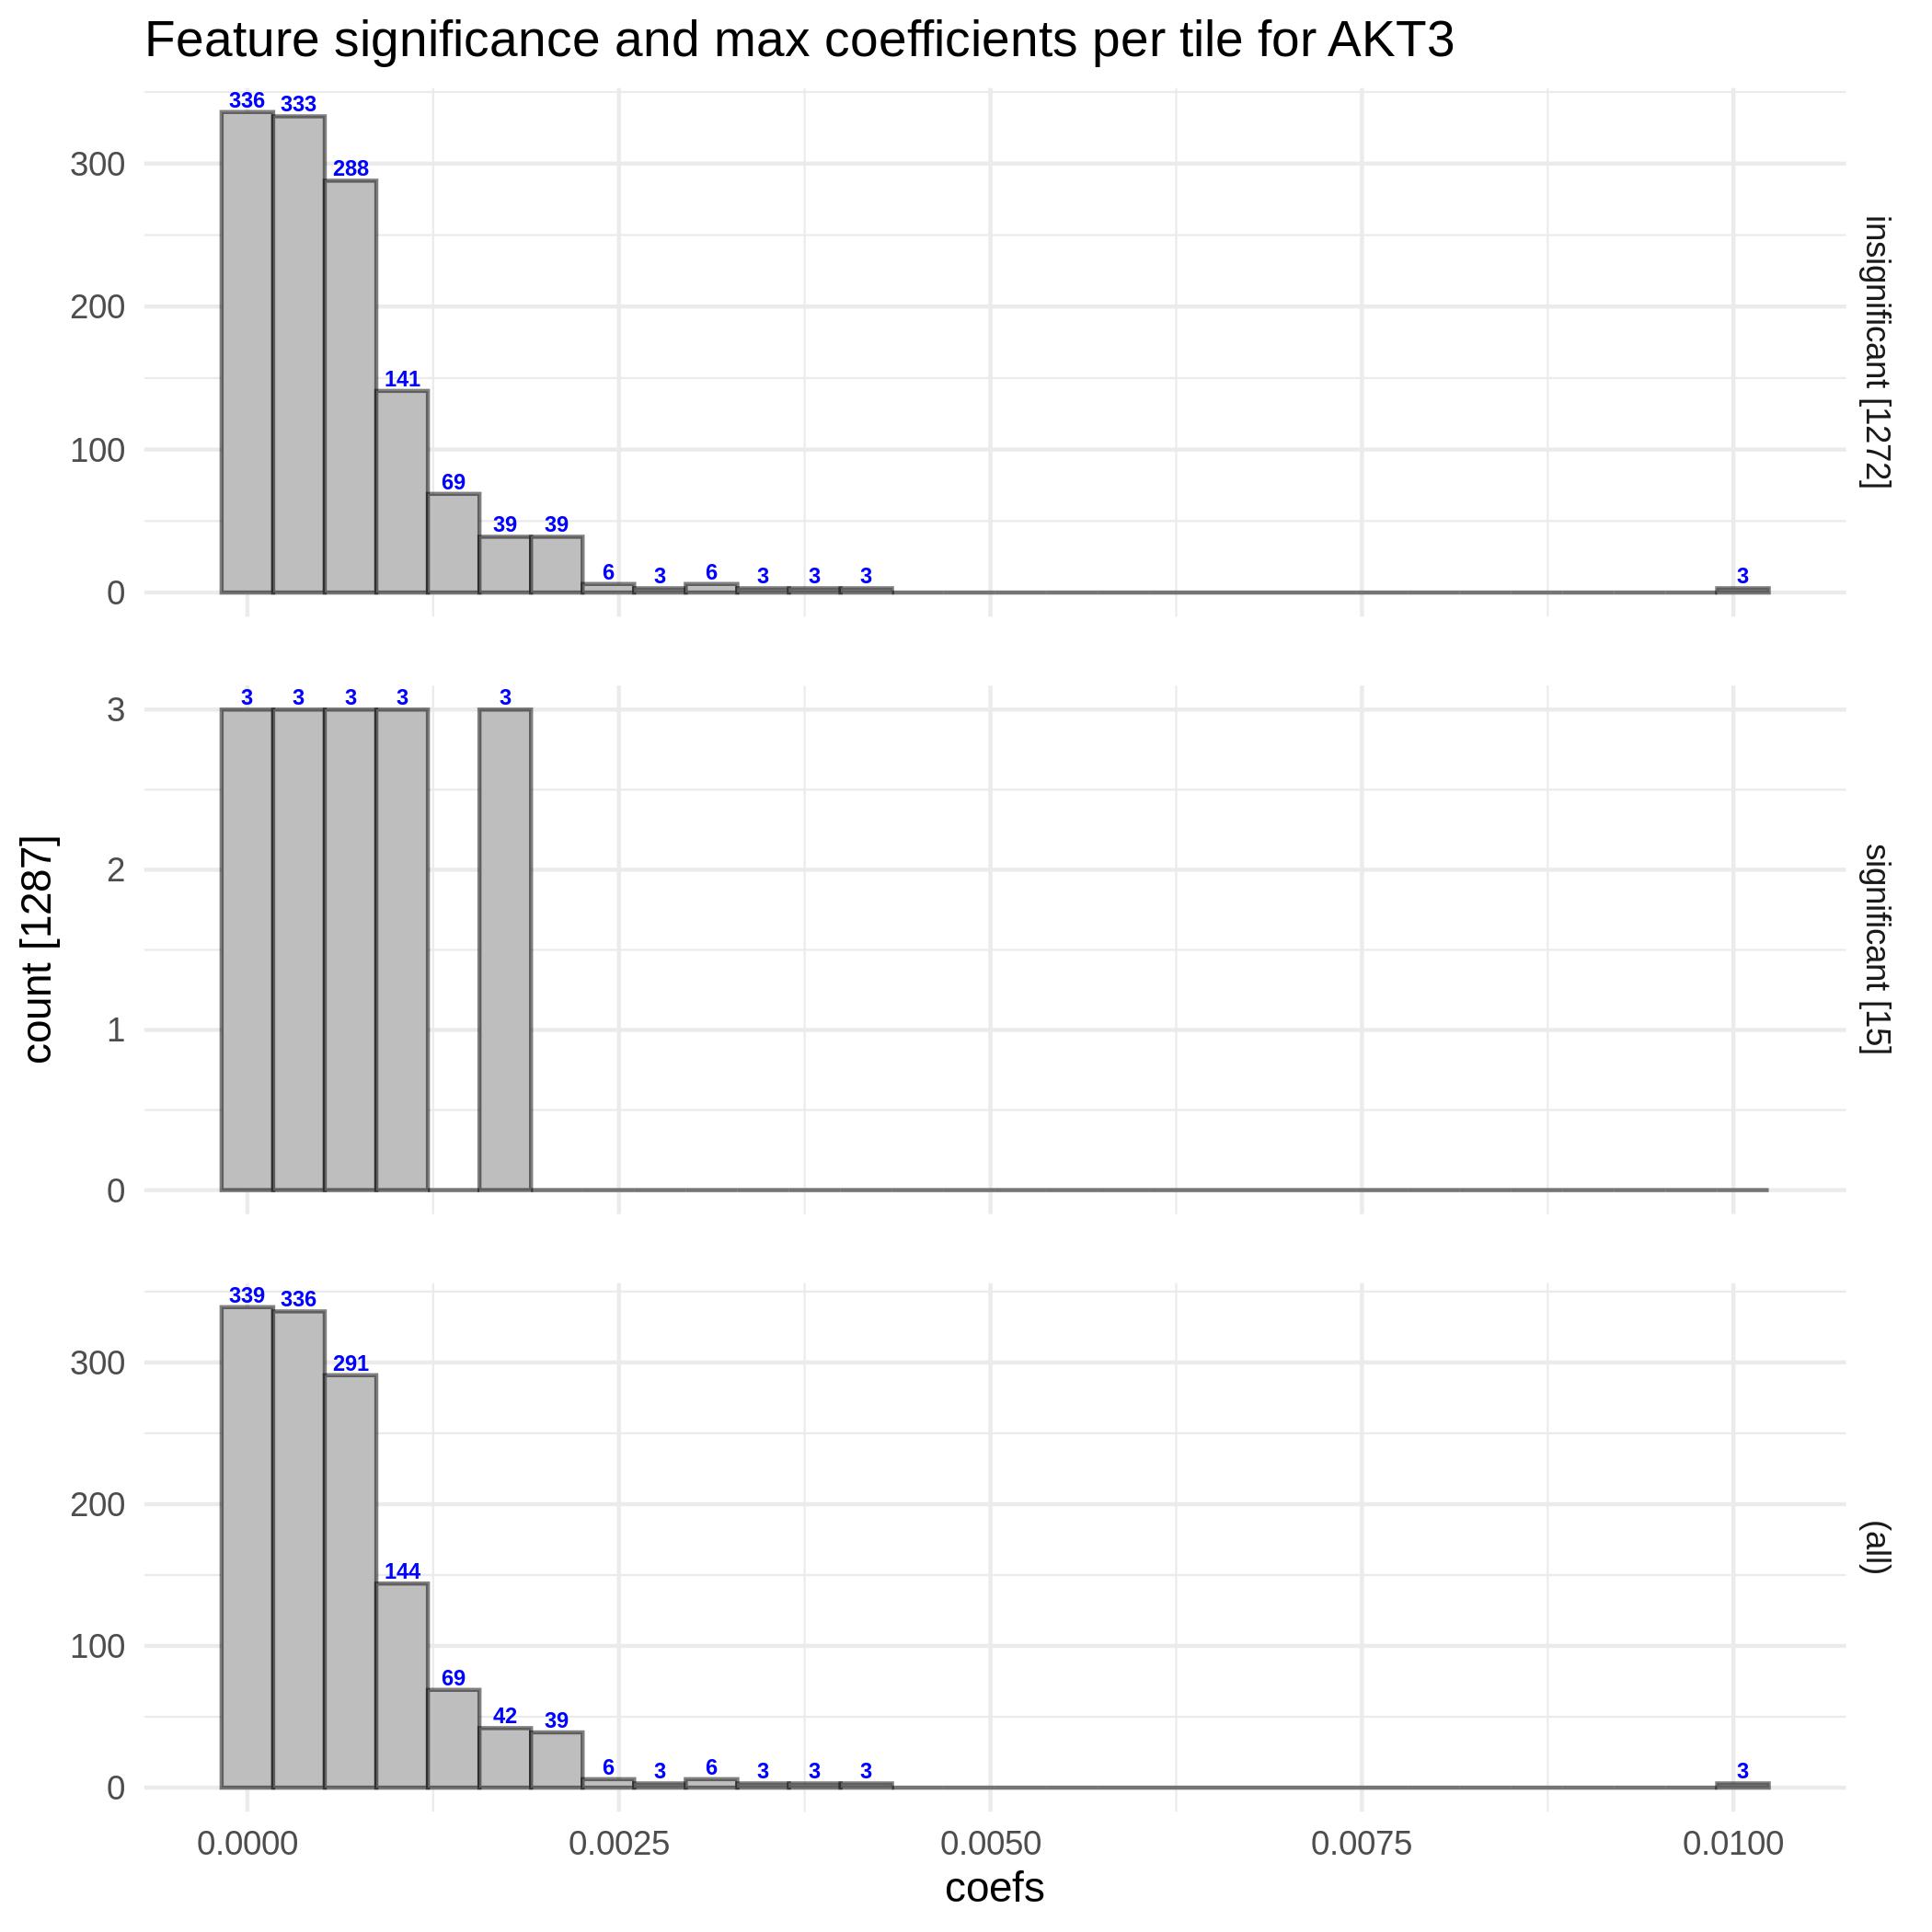 Feature significance and max coefficients per tile for AKT3
336 333 288 141 69 39 39 6 3 6 3 3 3 3
300
200
100
0
insignificant [1272]
3 3 3 3 3
3
2
1
0
significant [15]
count [1287]
339 336 291 144 69 42 39 6 3 6 3 3 3 3
300
200
100
0
(all)
0.0000 0.0025 0.0050 0.0075 0.0100
coefs